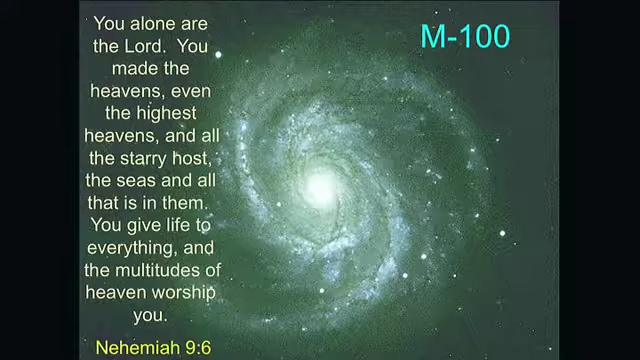 You alone are
the Lord. You
made the
heavens, even
the highest
heavens, and all
the starry host,
the seas and all
that is in them.
You give life to
everything, and
the multitudes of
heaven worship
you.
Nehemiah 9:6
M-100